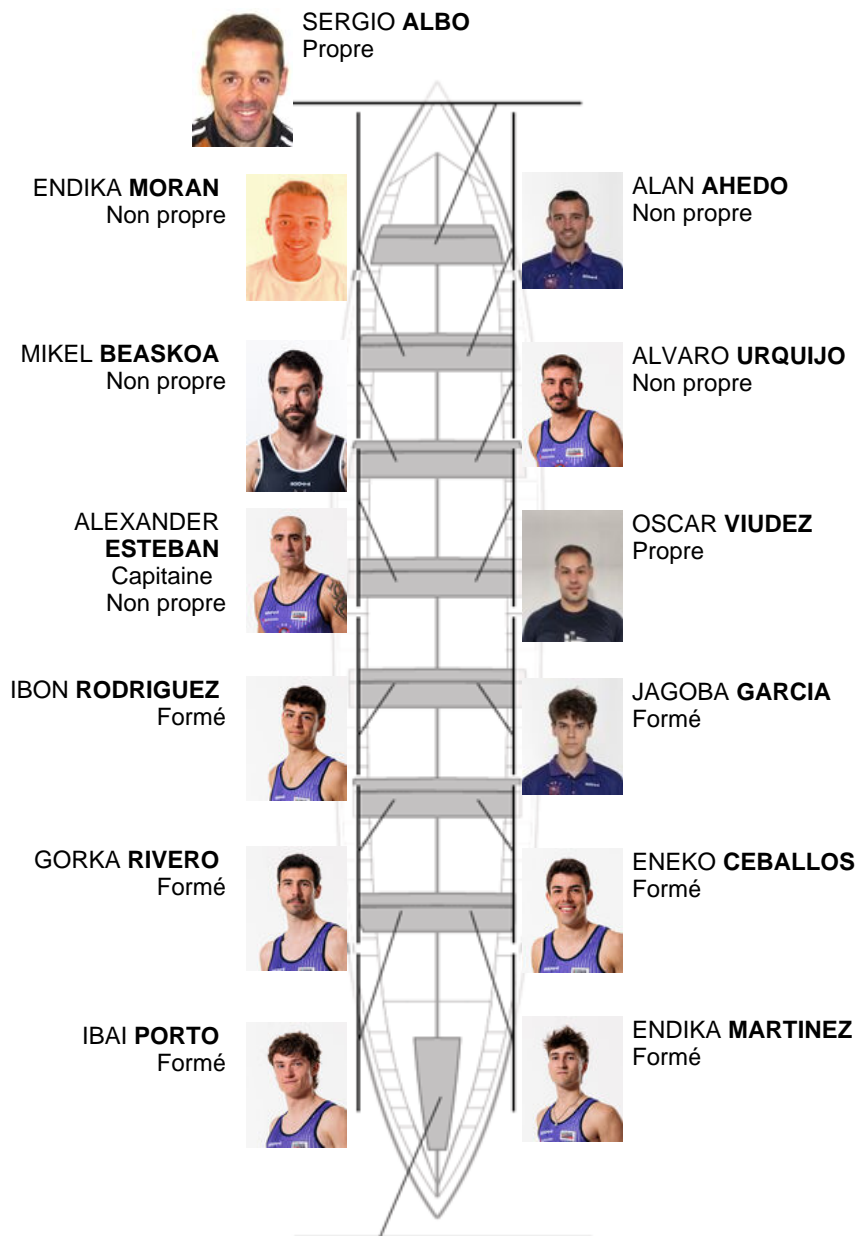 SERGIO ALBO
Propre
ENDIKA MORAN
Non propre
ALAN AHEDO
Non propre
MIKEL BEASKOA
Non propre
ALVARO URQUIJO
Non propre
ALEXANDER
ESTEBAN
Capitaine
Non propre
OSCAR VIUDEZ
Propre
IBON RODRIGUEZ
Formé
JAGOBA GARCIA
Formé
GORKA RIVERO
Formé
ENEKO CEBALLOS
Formé
IBAI PORTO
Formé
ENDIKA MARTINEZ
Formé